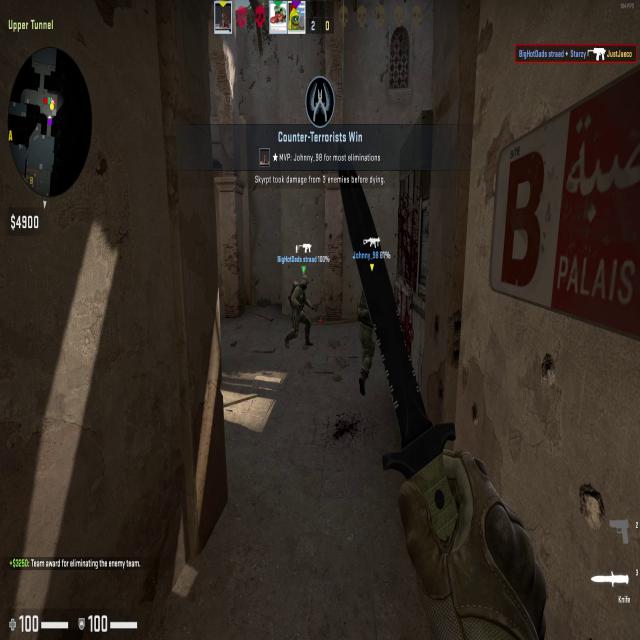 Upper Tunnel
2 0
BigHotDads stread + Starzy JustJaeco
Counter-Terrorists Win
★ MVP: Johnny_98 for most eliminations
Skyrpt took damage from 3 enemies before dying.
A
B
$4900
BigHotDads stread 100%
Johnny_98 81%
B
PALAIS
+$3250: Team award for eliminating the enemy team.
2
3
Knife
100
100